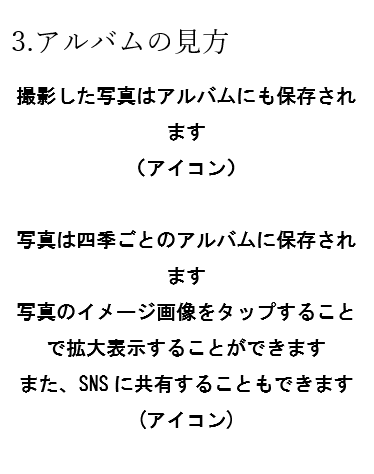 3.アルバムの見方
撮影した写真はアルバムにも保存され
ます
（アイコン）
写真は四季ごとのアルバムに保存され
ます
写真のイメージ画像をタップすること
で拡大表示することができます
また、SNSに共有することもできます
（アイコン）